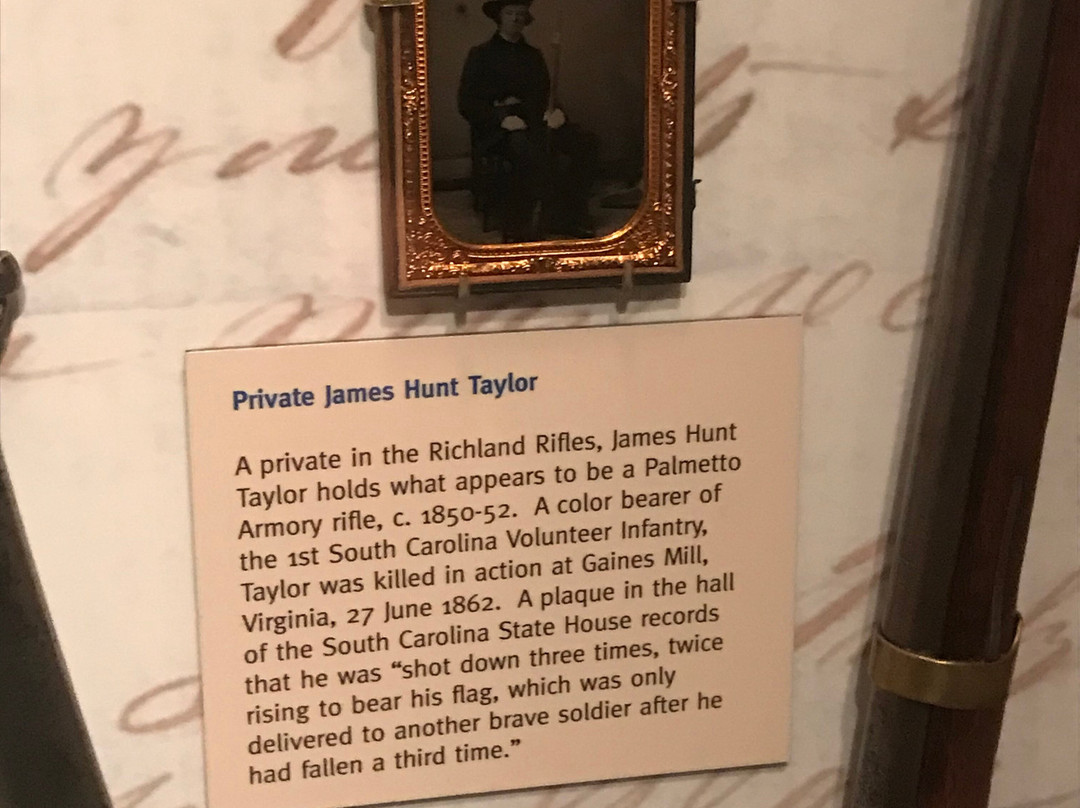 Private James Hunt Taylor
A private in the Richland Rifles, James Hunt
Taylor holds what appears to be a Palmetto
Armory rifle, c. 1850-52.  A color bearer of
the 1st South Carolina Volunteer Infantry,
Taylor was killed in action at Gaines Mill,
Virginia, 27 June 1862.  A plaque in the hall
of the South Carolina State House records
that he was “shot down three times, twice
rising to bear his flag, which was only
delivered to another brave soldier after he
had fallen a third time.”